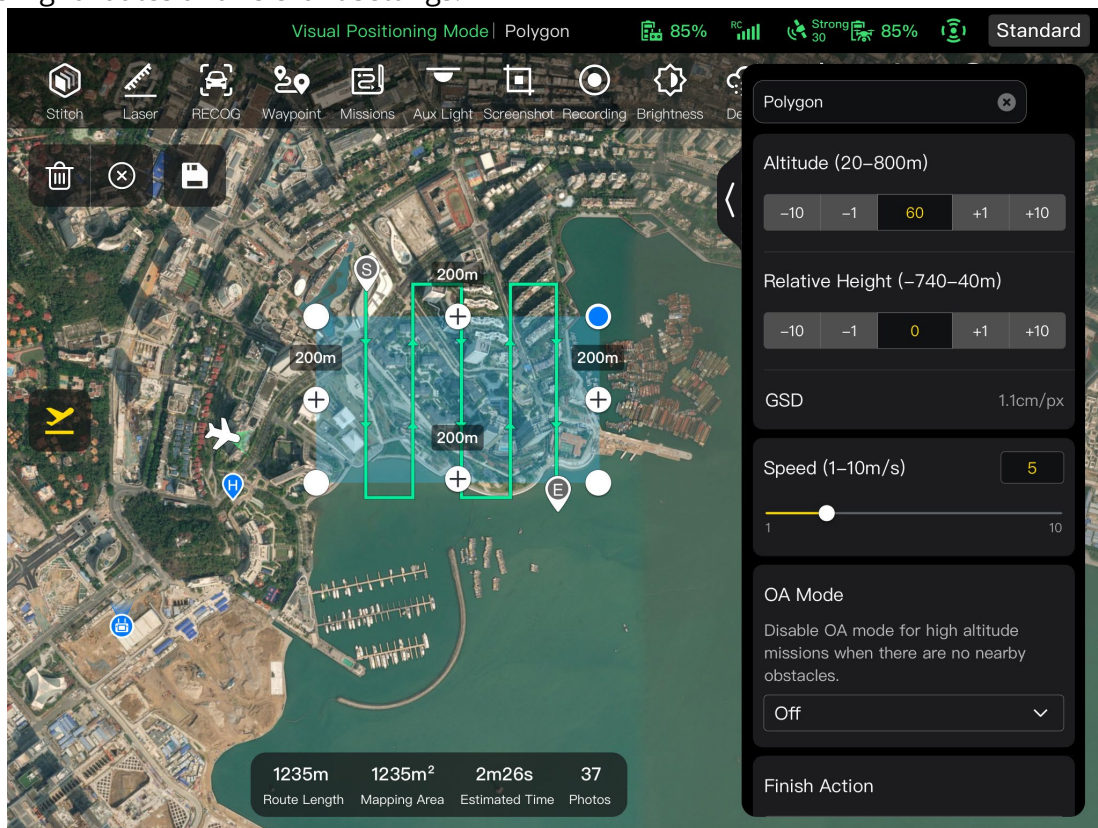 Visual Positioning Mode | Polygon
85%
RC
Strong
30
85%
Standard
Stitch
Laser
RECOG
Waypoint
Missions
Aux Light
Screenshot
Recording
Brightness
De
Polygon
Altitude (20–800m)
–10 –1 60 +1 +10
Relative Height (–740–40m)
–10 –1 0 +1 +10
GSD 1.1cm/px
Speed (1–10m/s) 5
1 10
OA Mode
Disable OA mode for high altitude
missions when there are no nearby
obstacles.
Off
Finish Action
S
200m
200m
200m
200m
E
H
1235m 1235m² 2m26s 37
Route Length Mapping Area Estimated Time Photos